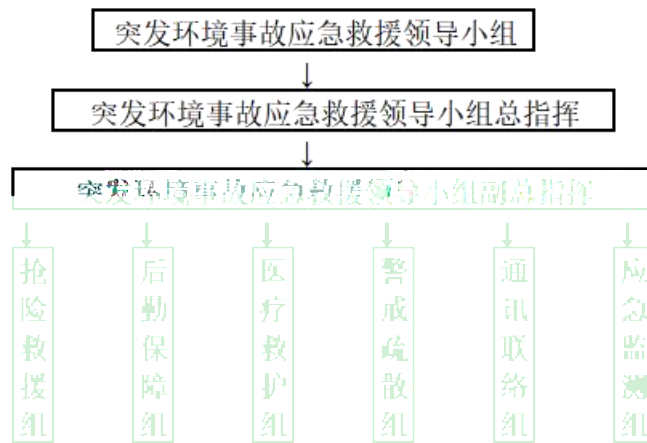 突发环境事故应急救援领导小组
突发环境事故应急救援领导小组总指挥
突发环境事故应急救援领导小组副总指挥
抢险救援组
后勤保障组
医疗救护组
警戒疏散组
通讯联络组
应急监测组